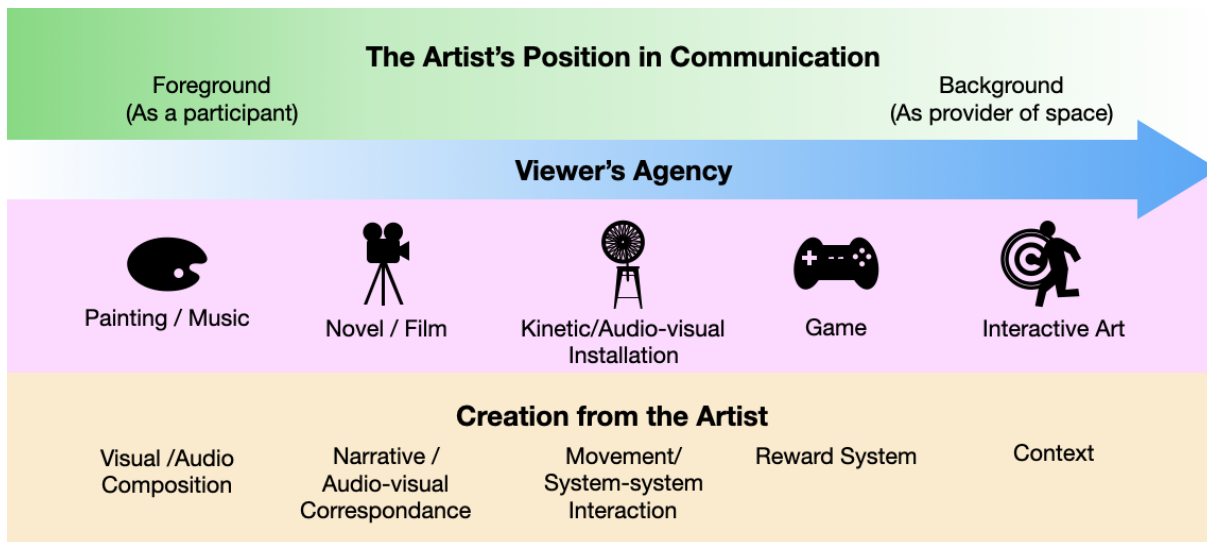 The Artist's Position in Communication
Foreground
(As a participant)
Background
(As provider of space)
Viewer's Agency
Painting / Music
Novel / Film
Kinetic/Audio-visual
Installation
Game
Interactive Art
Creation from the Artist
Visual /Audio
Composition
Narrative /
Audio-visual
Correspondance
Movement/
System-system
Interaction
Reward System
Context